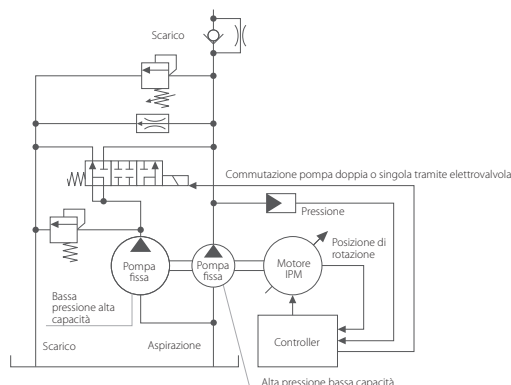 Scarico
Commutazione pompa doppia o singola tramite elettrovalvola
Pressione
Posizione di
rotazione
Pompa
fissa
Pompa
fissa
Motore
IPM
Bassa
pressione alta
capacità
Controller
Scarico
Aspirazione
Alta pressione bassa capacità